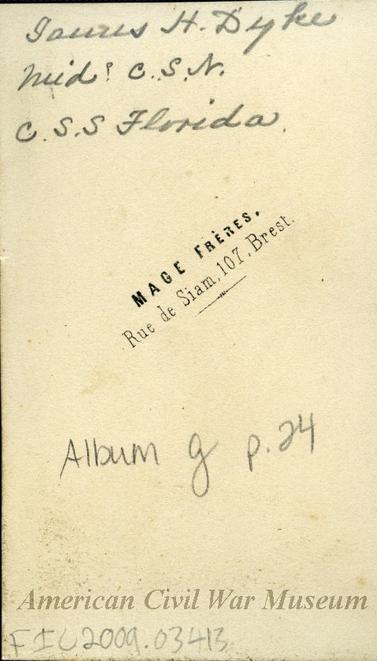 James H. Dyke
Mid! C.S.N.
C.S.S Florida.
MAGE FRÈRES,
Rue de Siam, 107, Brest.
Album g p. 24
American Civil War Museum
FIC2009.03413